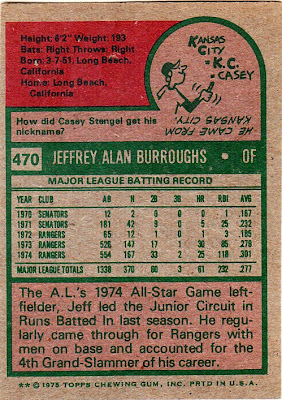 Height: 6'2" Weight: 193
Bats: Right Throws: Right
Born: 3-7-51, Long Beach,
California
Home: Long Beach,
California
KANSAS
CITY
=
K.C.
=
CASEY
How did Casey Stengel get his
nickname?
HE CAME FROM
KANSAS CITY
470 JEFFREY ALAN BURROUGHS • OF
MAJOR LEAGUE BATTING RECORD
YEAR CLUB AB H 2B 3B HR RBI AVG.
1970 SENATORS 12 2 0 0 0 1 .167
1971 SENATORS 181 42 9 0 5 25 .232
1972 RANGERS 65 12 1 0 1 3 .185
1973 RANGERS 526 147 17 1 30 85 .279
1974 RANGERS 554 167 33 2 25 118 .301
MAJOR LEAGUE TOTALS 1338 370 60 3 61 232 .277
The A.L.'s 1974 All-Star Game left-
fielder, Jeff led the Junior Circuit in
Runs Batted In last season. He regu-
larly came through for Rangers with
men on base and accounted for the
4th Grand-Slammer of his career.
** © 1975 TOPPS CHEWING GUM, INC. PRTD IN U.S.A.